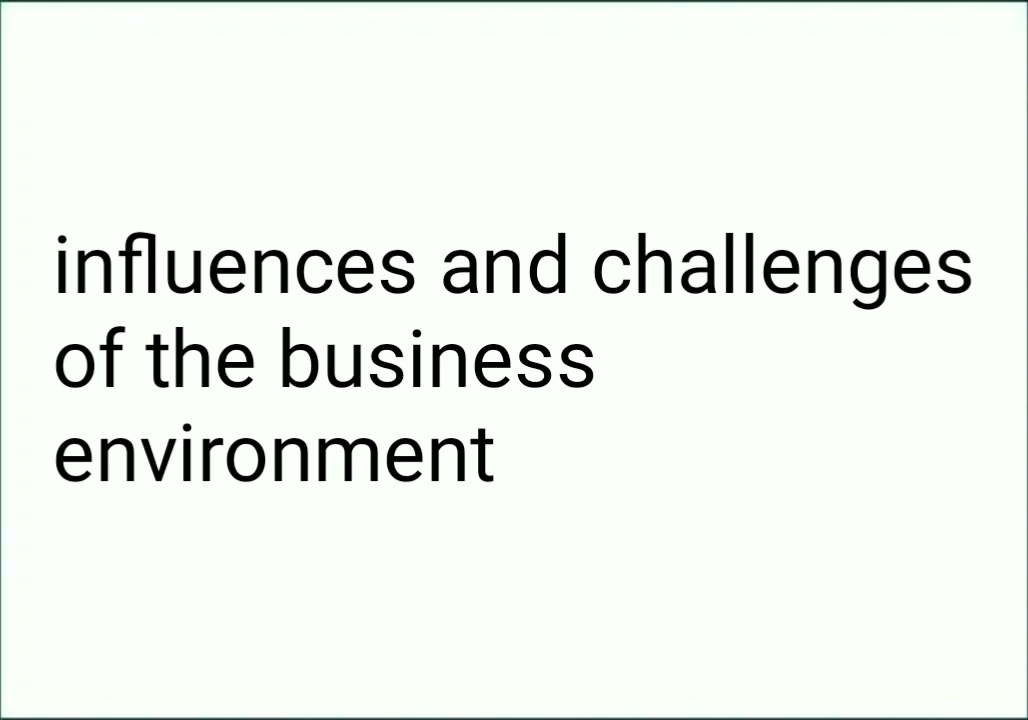 influences and challenges
of the business
environment